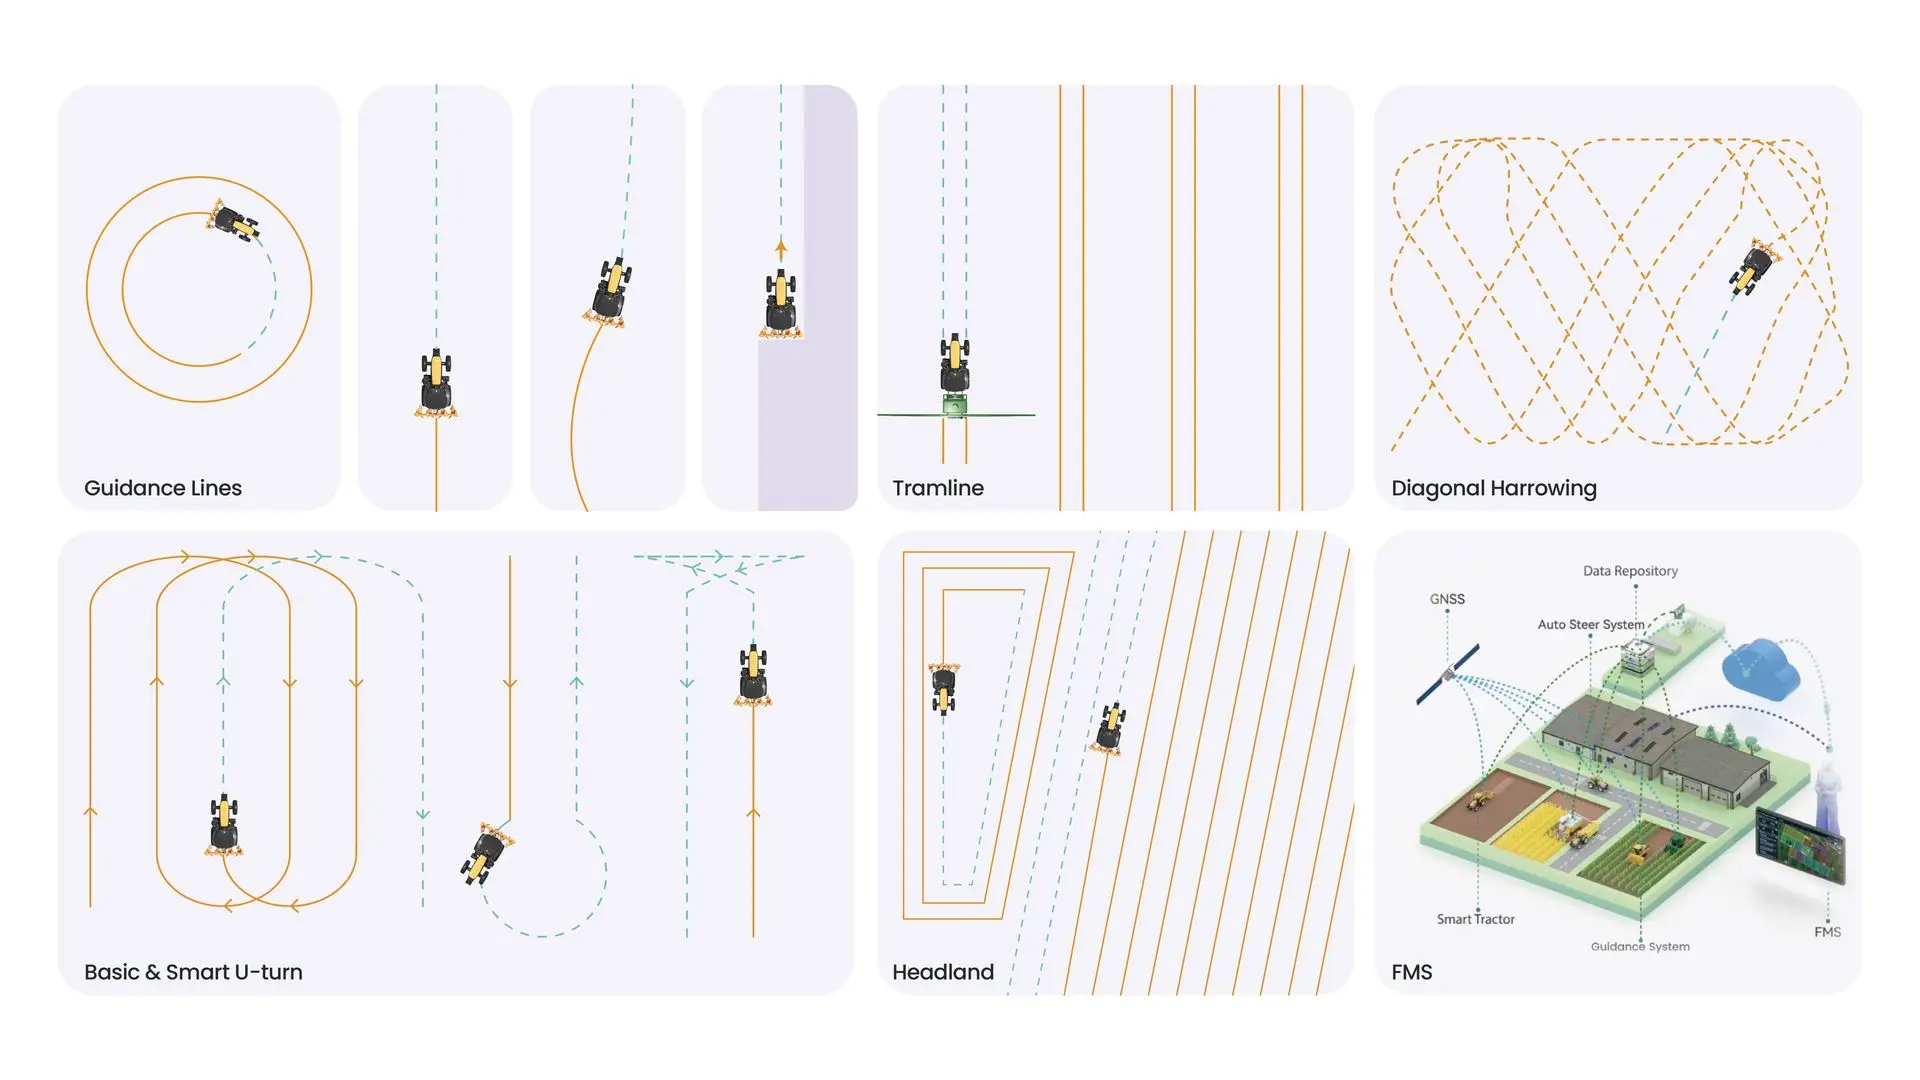 Guidance Lines
Tramline
Diagonal Harrowing
Basic & Smart U-turn
Headland
Data Repository
GNSS
Auto Steer System
Smart Tractor
FMS
Guidance System
FMS